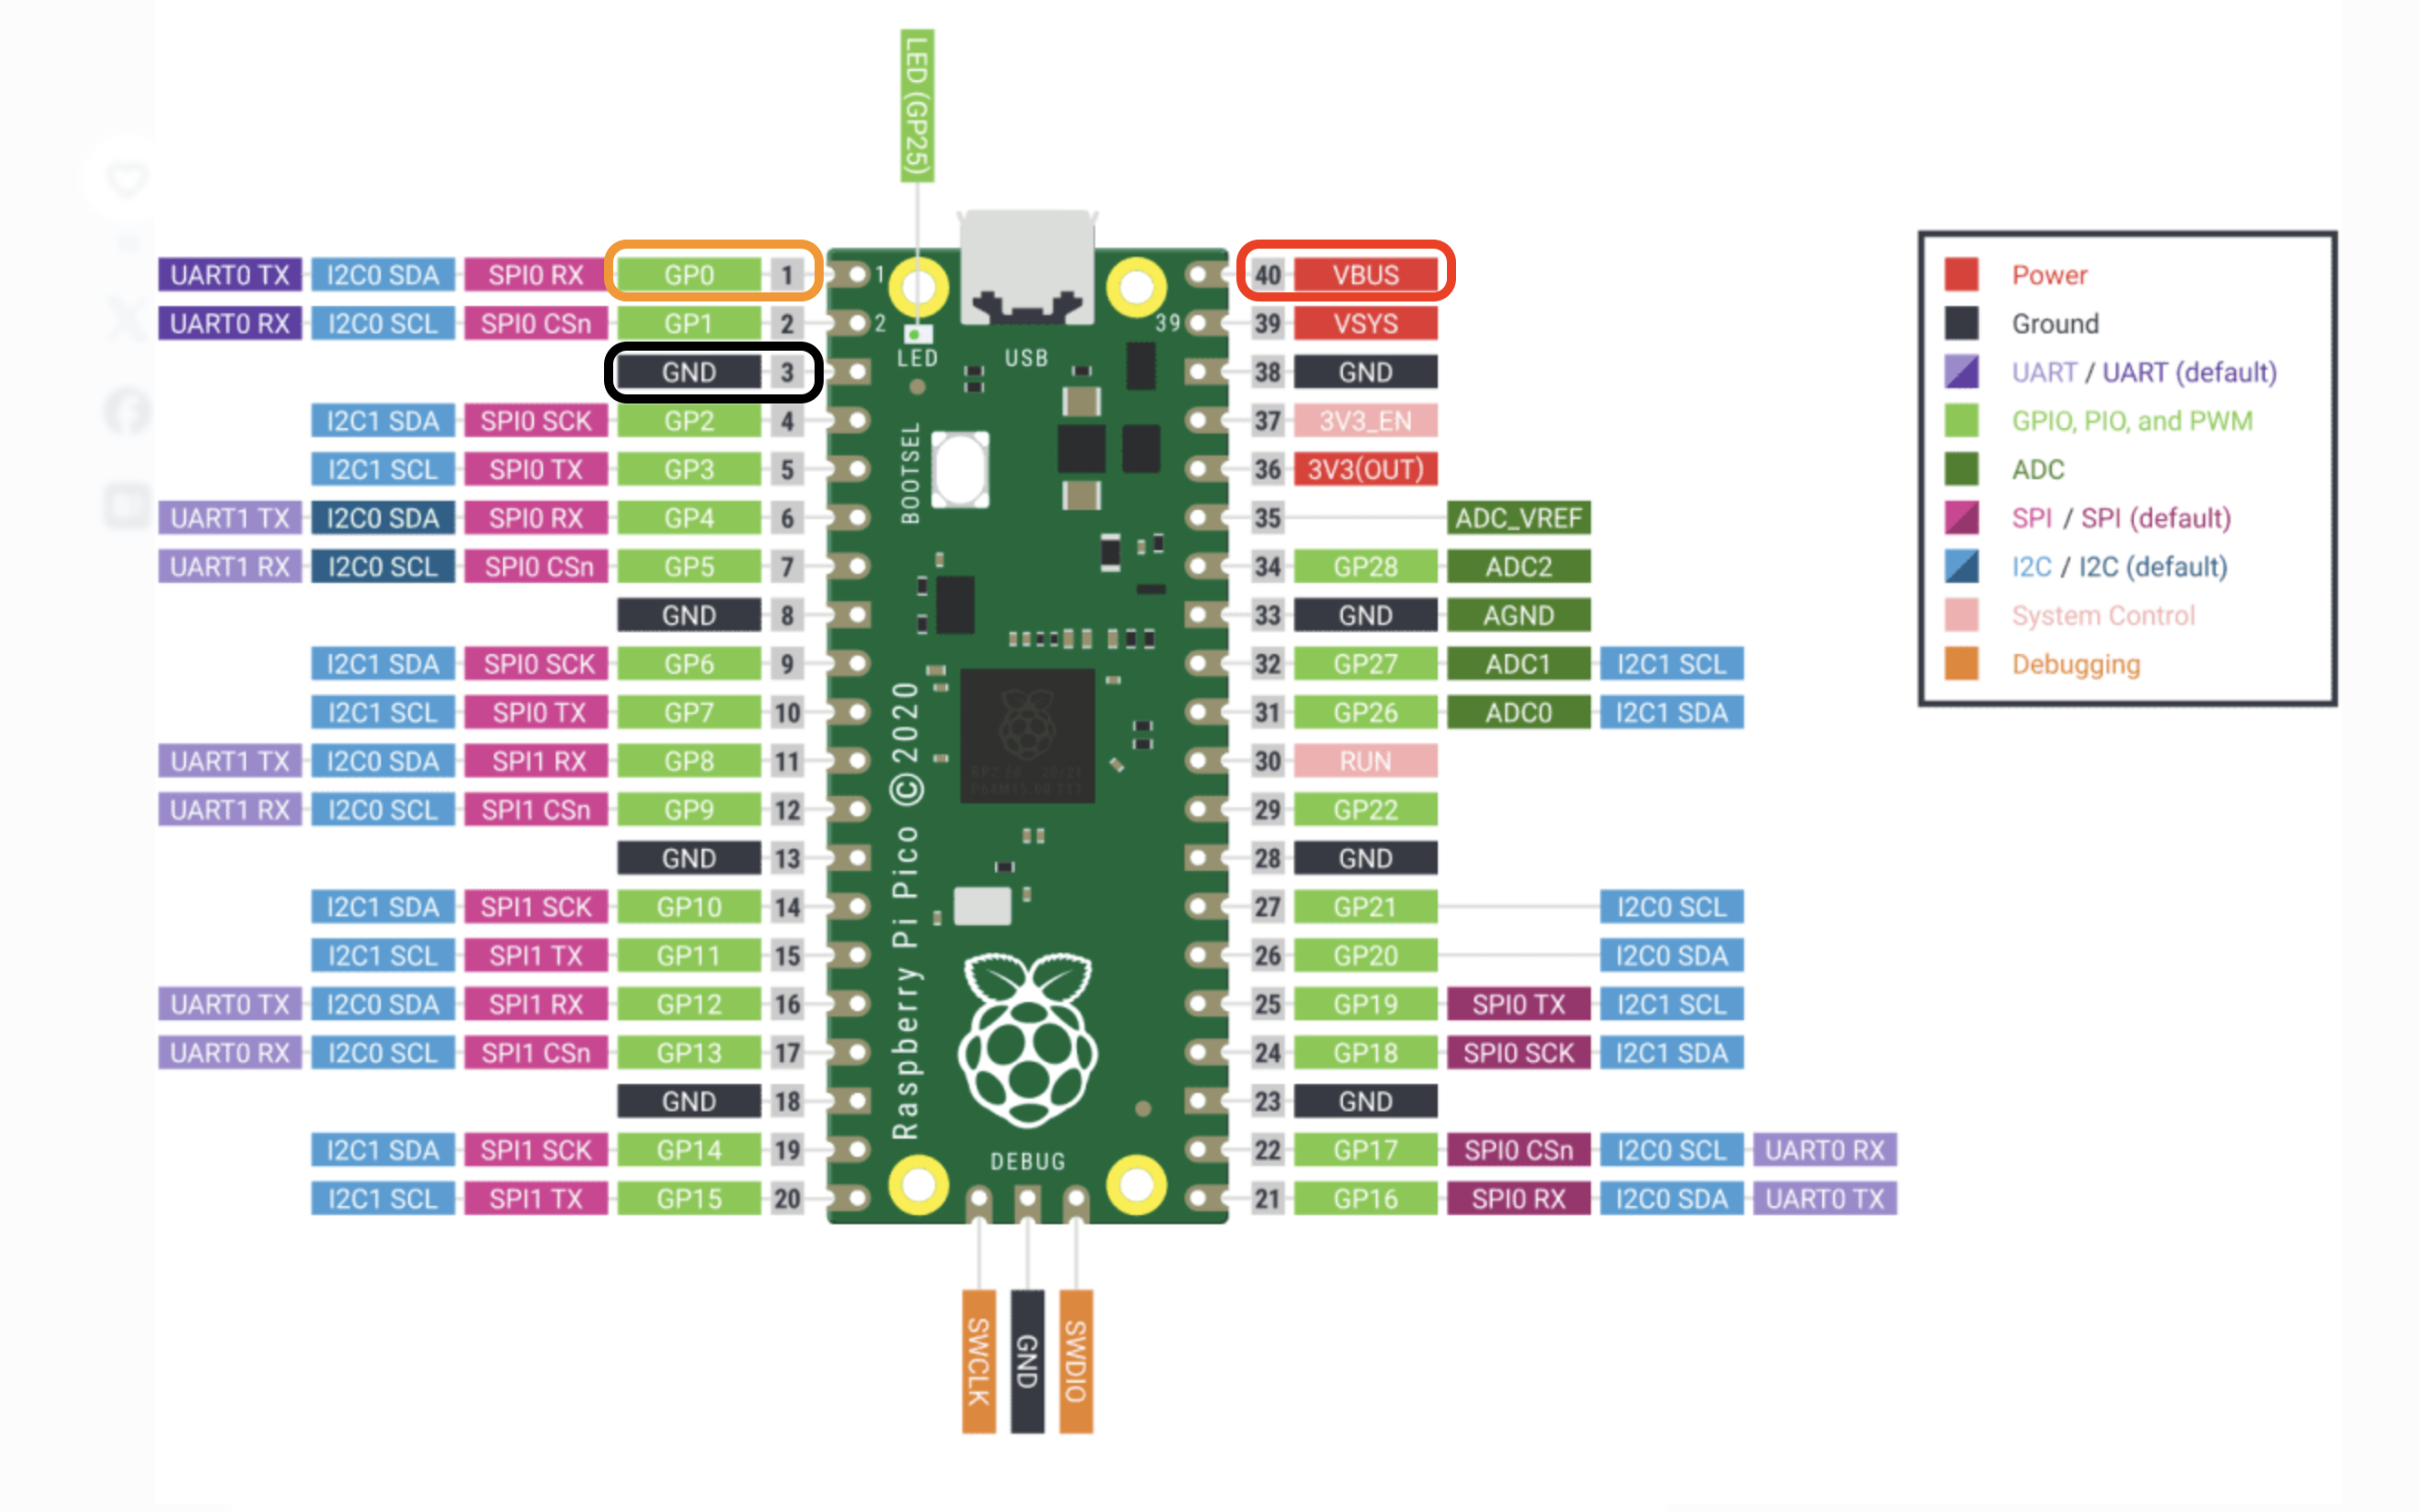 LED (GP25)
UART0 TX I2C0 SDA SPI0 RX GP0 1 1 40 VBUS
UART0 RX I2C0 SCL SPI0 CSn GP1 2 2 39 39 VSYS
LED USB
GND 3 38 GND
I2C1 SDA SPI0 SCK GP2 4 37 3V3_EN
I2C1 SCL SPI0 TX GP3 5 36 3V3(OUT)
BOOTSEL
UART1 TX I2C0 SDA SPI0 RX GP4 6 35 ADC_VREF
UART1 RX I2C0 SCL SPI0 CSn GP5 7 34 GP28 ADC2
GND 8 33 GND AGND
I2C1 SDA SPI0 SCK GP6 9 32 GP27 ADC1 I2C1 SCL
I2C1 SCL SPI0 TX GP7 10 31 GP26 ADC0 I2C1 SDA
UART1 TX I2C0 SDA SPI1 RX GP8 11 30 RUN
UART1 RX I2C0 SCL SPI1 CSn GP9 12 29 GP22
GND 13 28 GND
I2C1 SDA SPI1 SCK GP10 14 27 GP21 I2C0 SCL
I2C1 SCL SPI1 TX GP11 15 26 GP20 I2C0 SDA
UART0 TX I2C0 SDA SPI1 RX GP12 16 25 GP19 SPI0 TX I2C1 SCL
UART0 RX I2C0 SCL SPI1 CSn GP13 17 24 GP18 SPI0 SCK I2C1 SDA
GND 18 23 GND
I2C1 SDA SPI1 SCK GP14 19 22 GP17 SPI0 CSn I2C0 SCL UART0 RX
I2C1 SCL SPI1 TX GP15 20 21 GP16 SPI0 RX I2C0 SDA UART0 TX
Raspberry Pi Pico ©2020
DEBUG
SWCLK
GND
SWDIO
Power
Ground
UART / UART (default)
GPIO, PIO, and PWM
ADC
SPI / SPI (default)
I2C / I2C (default)
System Control
Debugging